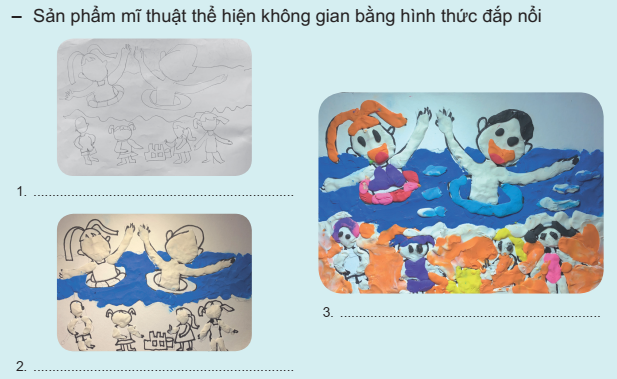 – Sản phẩm mĩ thuật thể hiện không gian bằng hình thức đắp nổi
1. ....................................................................
2. ....................................................................
3. ....................................................................